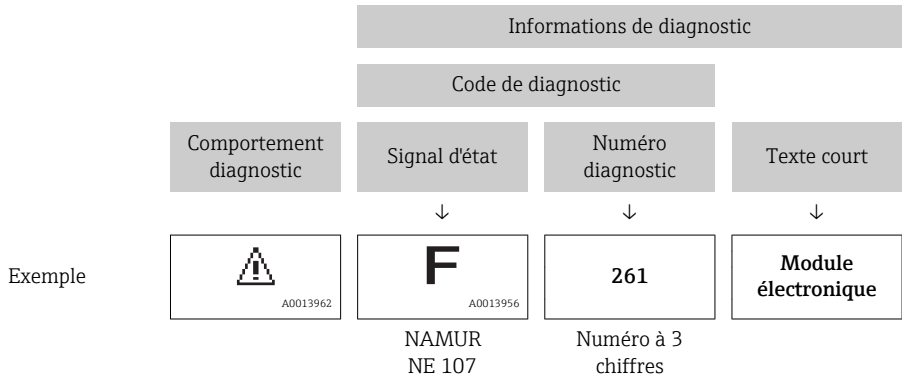 Informations de diagnostic
Code de diagnostic
Comportement
diagnostic
Signal d'état
Numéro
diagnostic
Texte court
↓ ↓ ↓
Exemple
A0013962
F
A0013956
261
Module
électronique
NAMUR
NE 107
Numéro à 3
chiffres